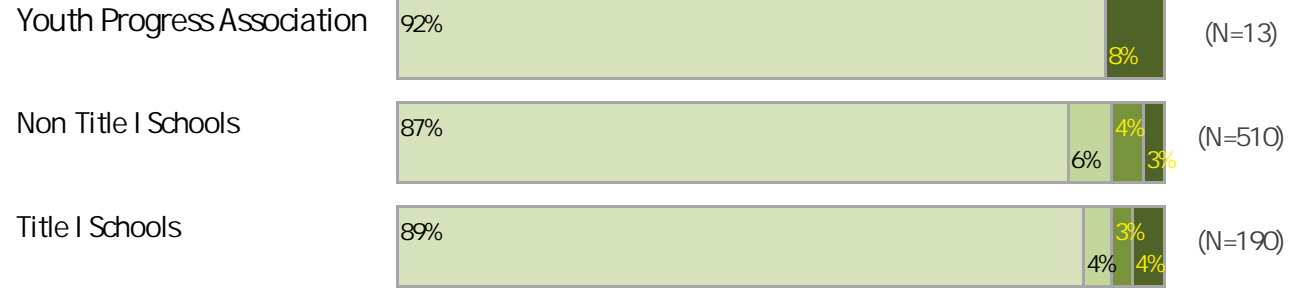 Youth Progress Association 92% 8% (N=13)
Non Title I Schools 87% 6% 4% 3% (N=510)
Title I Schools 89% 4% 3% 4% (N=190)